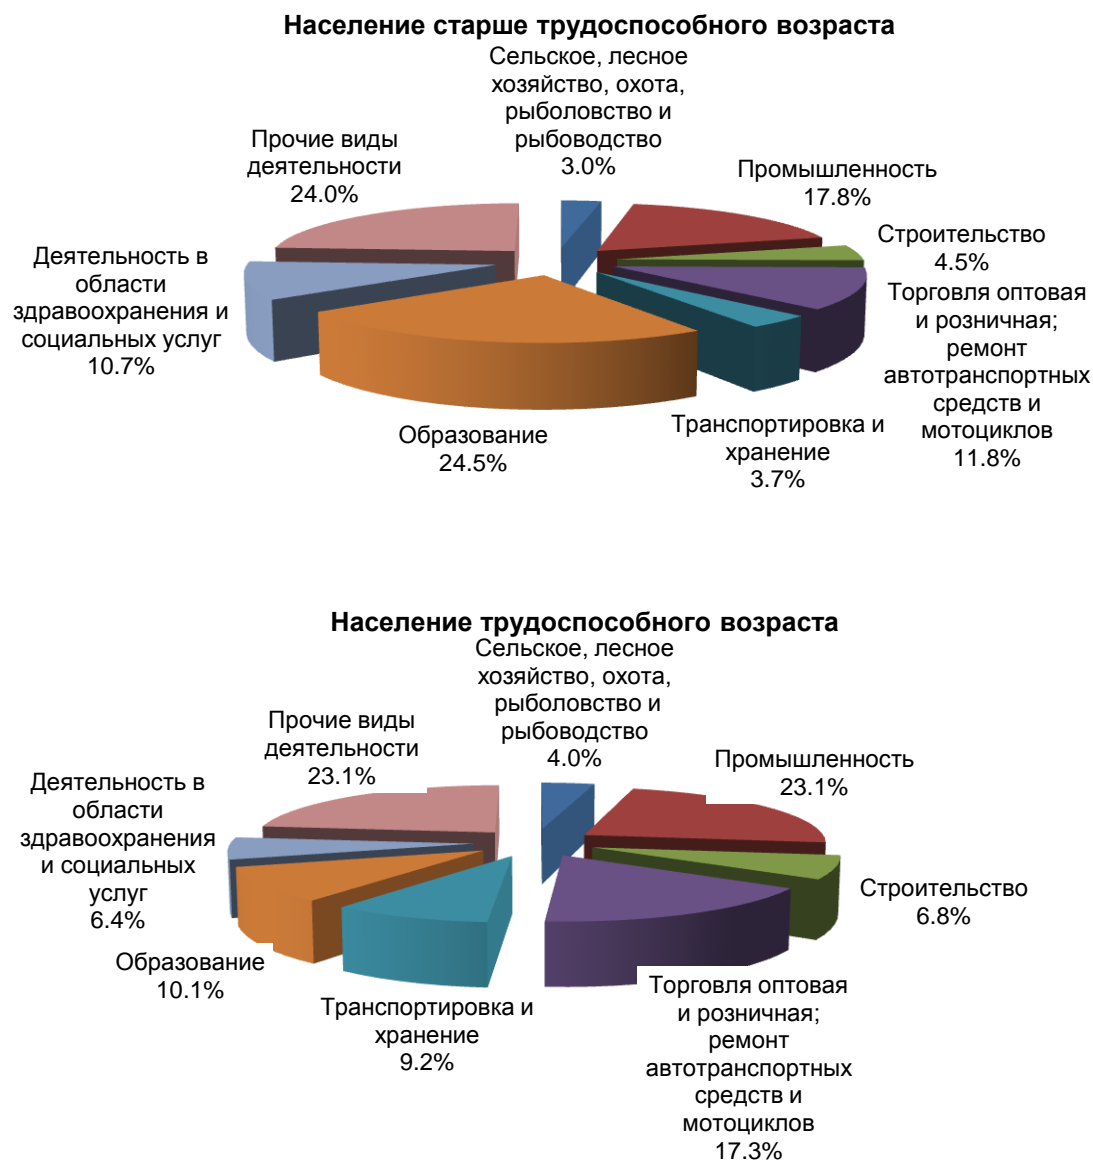 Население старше трудоспособного возраста
Сельское, лесное
хозяйство, охота,
рыболовство и
рыбоводство
3.0%
Промышленность
17.8%
Строительство
4.5%
Торговля оптовая
и розничная;
ремонт
автотранспортных
средств и
мотоциклов
11.8%
Транспортировка и
хранение
3.7%
Образование
24.5%
Деятельность в
области
здравоохранения и
социальных услуг
10.7%
Прочие виды
деятельности
24.0%
Население трудоспособного возраста
Сельское, лесное
хозяйство, охота,
рыболовство и
рыбоводство
4.0%
Промышленность
23.1%
Строительство
6.8%
Торговля оптовая
и розничная;
ремонт
автотранспортных
средств и
мотоциклов
17.3%
Транспортировка и
хранение
9.2%
Образование
10.1%
Деятельность в
области
здравоохранения
и социальных
услуг
6.4%
Прочие виды
деятельности
23.1%